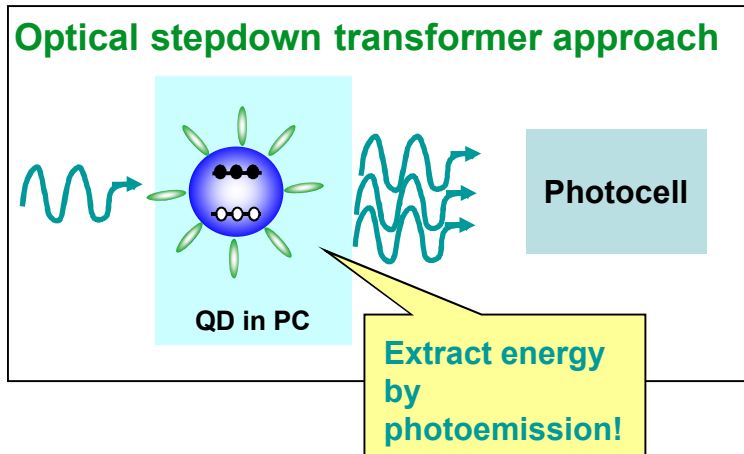 Optical stepdown transformer approach
Photocell
QD in PC
Extract energy
by
photoemission!